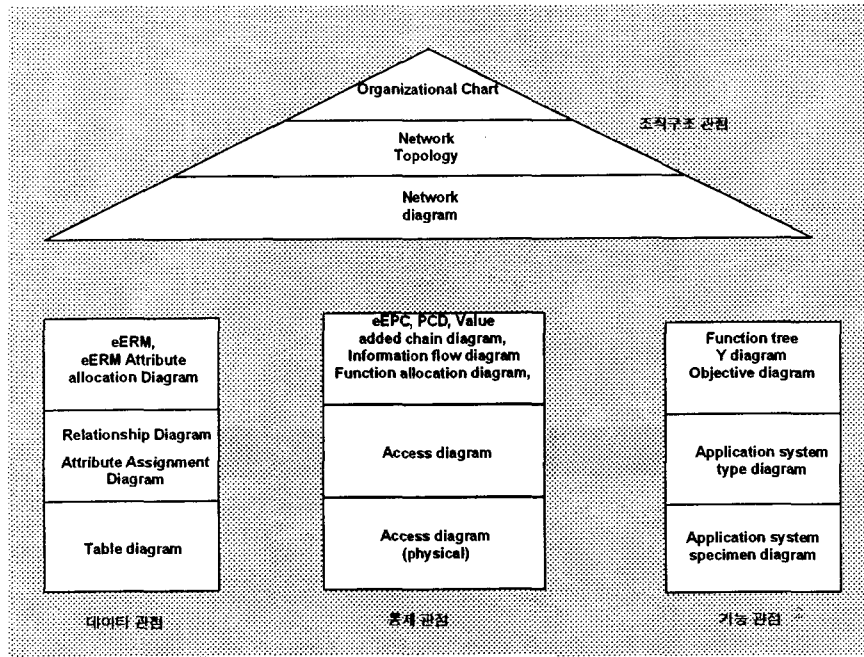 Organizational Chart
조직구조 관점
Network
Topology
Network
diagram
eERM,
eERM Attribute
allocation Diagram
Relationship Diagram
Attribute Assignment
Diagram
Table diagram
데이터 관점
eEPC, PCD, Value
added chain diagram,
Information flow diagram
Function allocation diagram,
Access diagram
Access diagram
(physical)
통제 관점
Function tree
Y diagram
Objective diagram
Application system
type diagram
Application system
specimen diagram
기능 관점